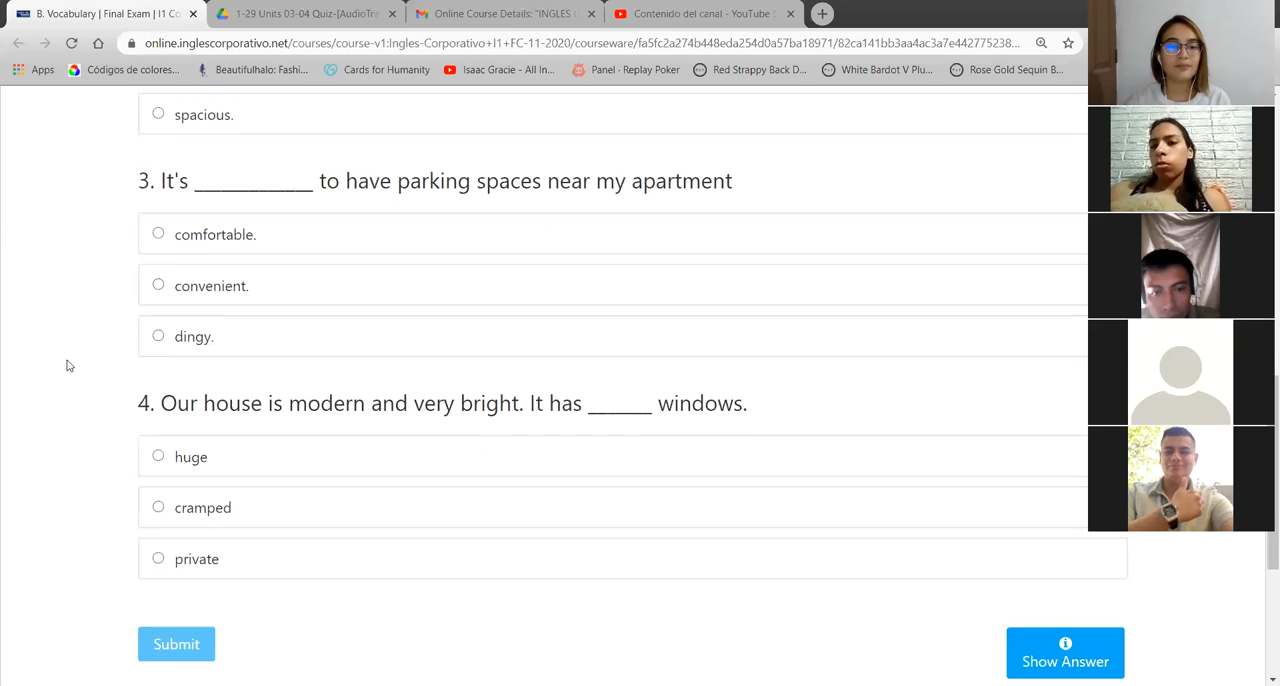 B. Vocabulary | Final Exam | I1 Co
1-29 Units 03-04 Quiz-[AudioTra
Online Course Details: "INGLES I
Contenido del canal - YouTube S
online.inglescorporativo.net/courses/course-v1:Ingles-Corporativo+I1+FC-11-2020/courseware/fa5fc2a274b448eda254d0a57ba18971/82ca141bb3aa4ac3a7e442775238...
Apps
Códigos de colores...
Beautifulhalo: Fashi...
Cards for Humanity
Isaac Gracie - All In...
Panel · Replay Poker
Red Strappy Back D...
White Bardot V Plu...
Rose Gold Sequin B...
spacious.
3. It's _____________ to have parking spaces near my apartment
comfortable.
convenient.
dingy.
4. Our house is modern and very bright. It has _______ windows.
huge
cramped
private
Submit
Show Answer